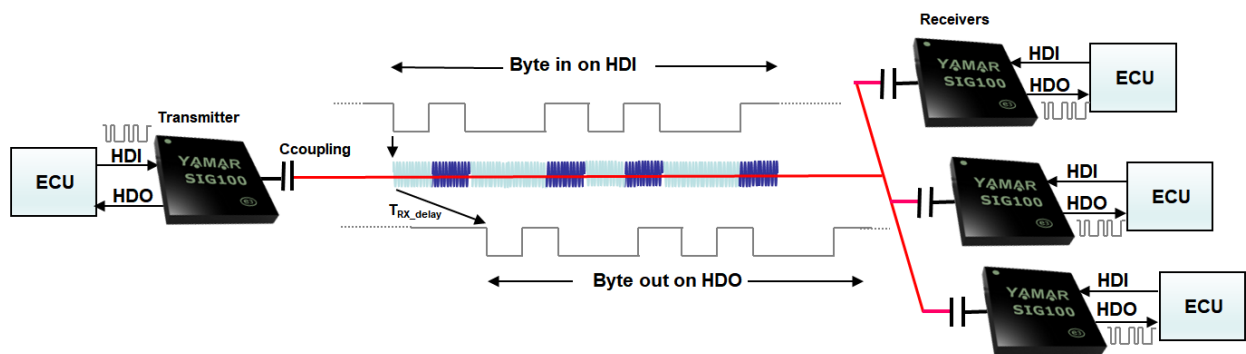 Receivers
Byte in on HDI
YAMAR
SIG100
HDI
HDO
ECU
Transmitter
Ccoupling
ECU
HDI
HDO
YAMAR
SIG100
YAMAR
SIG100
HDI
HDO
ECU
TRX_delay
Byte out on HDO
YAMAR
SIG100
HDI
HDO
ECU